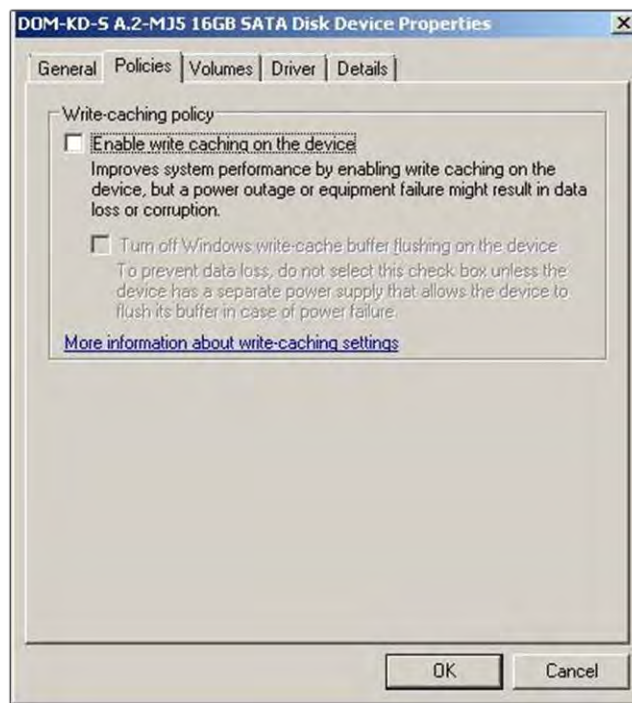 DOM-KD-S A.2-MJ5 16GB SATA Disk Device Properties
General Policies Volumes Driver Details
Write-caching policy
Enable write caching on the device
Improves system performance by enabling write caching on the
device, but a power outage or equipment failure might result in data
loss or corruption.
Turn off Windows write-cache buffer flushing on the device
To prevent data loss, do not select this check box unless the
device has a separate power supply that allows the device to
flush its buffer in case of power failure.
More information about write-caching settings
OK Cancel